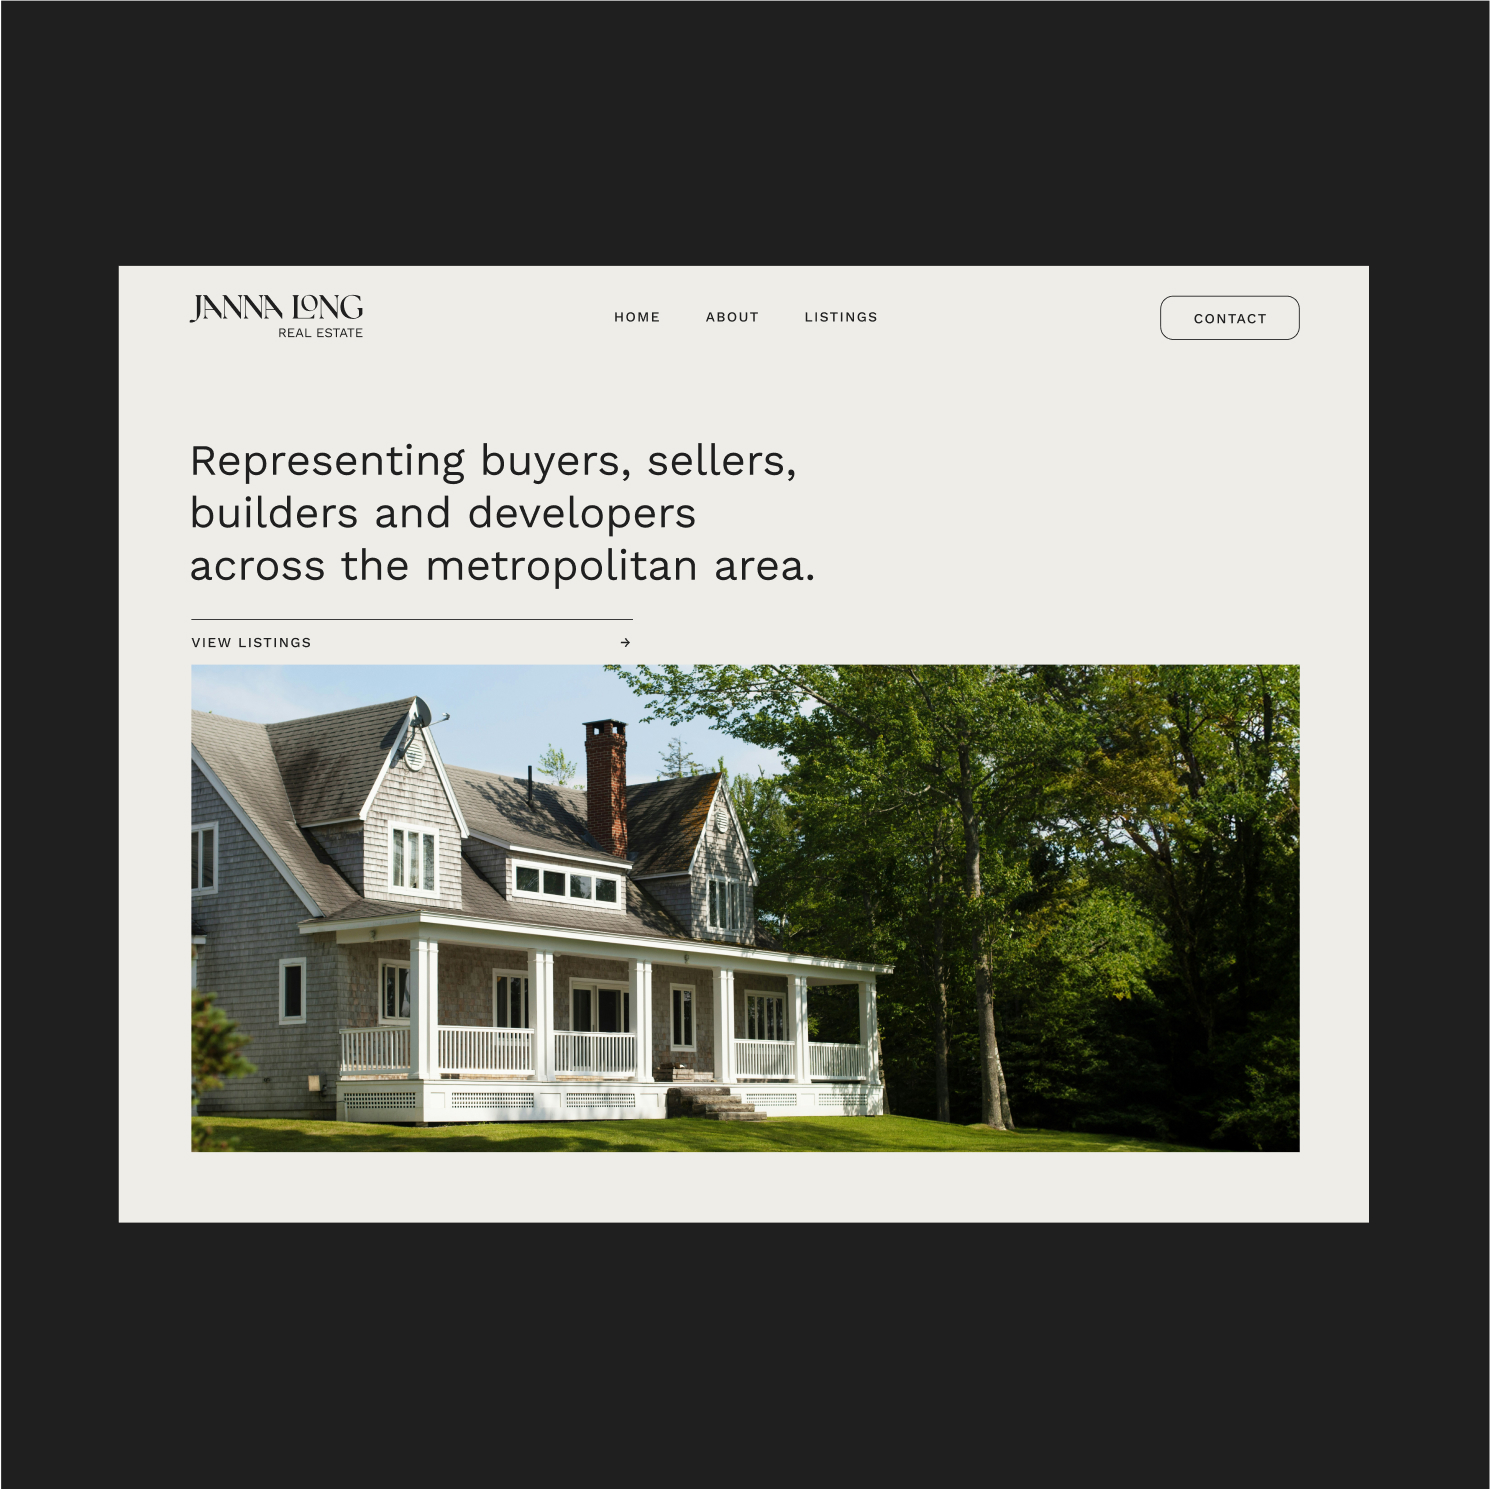 JANNA LONG
REAL ESTATE
HOME
ABOUT
LISTINGS
CONTACT
Representing buyers, sellers,
builders and developers
across the metropolitan area.
VIEW LISTINGS →